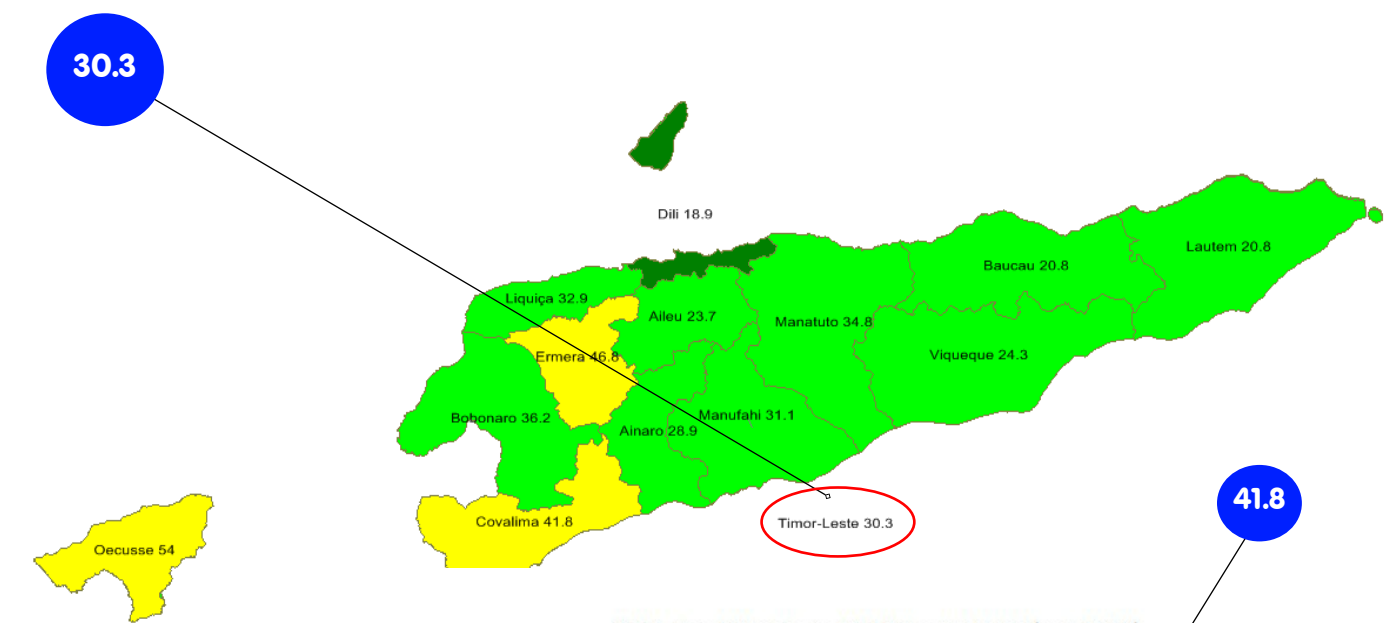 30.3
Dili 18.9
Lautem 20.8
Baucau 20.8
Liquiça 32.9
Aileu 23.7
Manatuto 34.8
Ermera 46.8
Viqueque 24.3
Bobonaro 36.2
Manufahi 31.1
Ainaro 28.9
41.8
Covalima 41.8
Timor-Leste 30.3
Oecusse 54